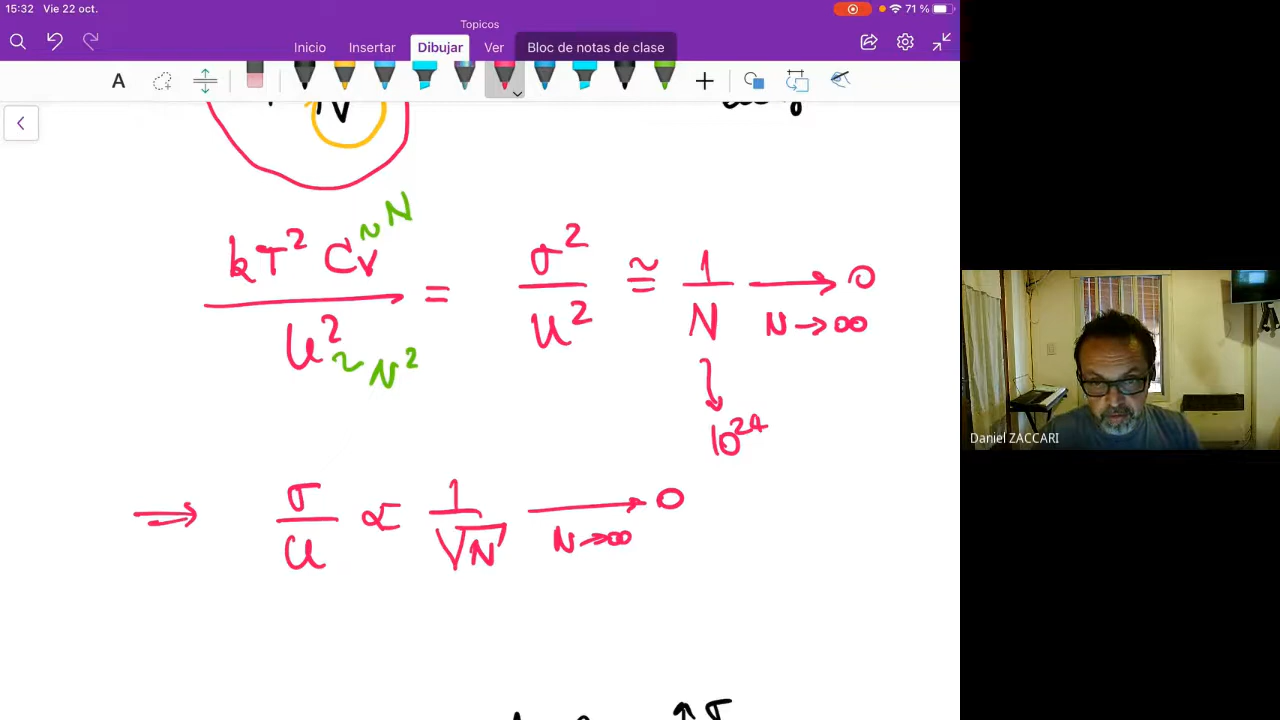 15:32 Vie 22 oct.
71 %
Topicos
Inicio Insertar Dibujar Ver Bloc de notas de clase
A
N
kT² Cv ~N / U² ~N² = σ² / U² ≅ 1 / N → 0
N→∞
10²⁴
⇒ σ / U ∝ 1 / √N → 0
N→∞
↑σ
Daniel ZACCARI